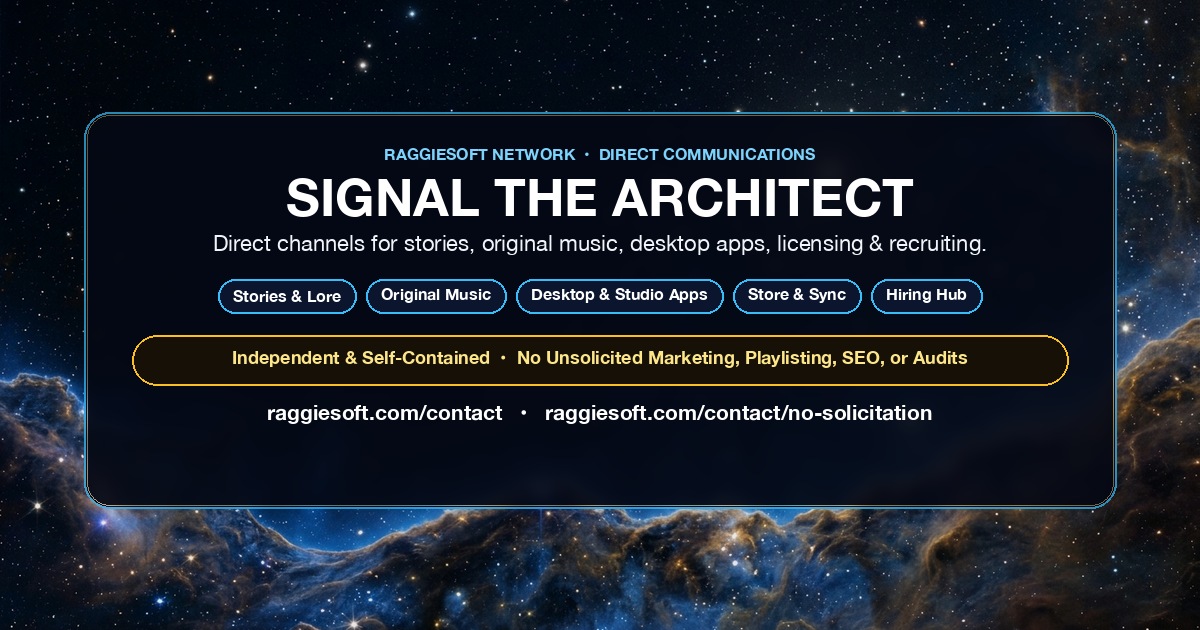 RAGGIESOFT NETWORK • DIRECT COMMUNICATIONS
SIGNAL THE ARCHITECT
Direct channels for stories, original music, desktop apps, licensing & recruiting.
Stories & Lore Original Music Desktop & Studio Apps Store & Sync Hiring Hub
Independent & Self-Contained • No Unsolicited Marketing, Playlisting, SEO, or Audits
raggiesoft.com/contact • raggiesoft.com/contact/no-solicitation